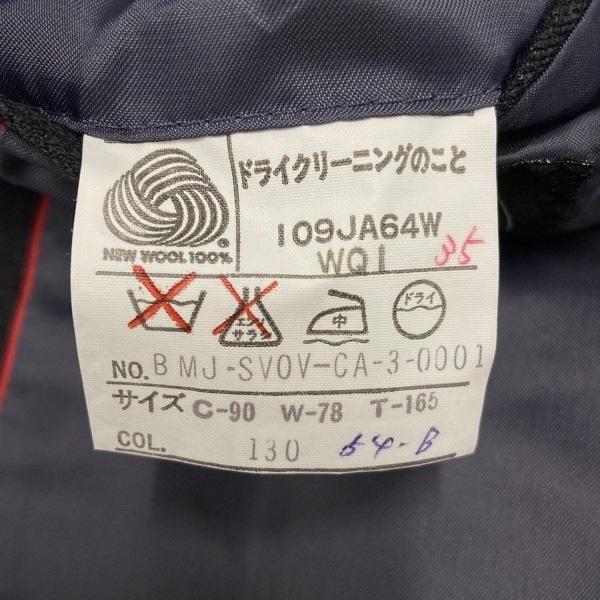 ドライクリーニングのこと
NEW WOOL 100%
109JA64W
WQ1 35
エンソ
サラシ
中
ドライ
NO. BMJ-SVOV-CA-3-0001
サイズ C-90 W-78 T-165
COL. 130